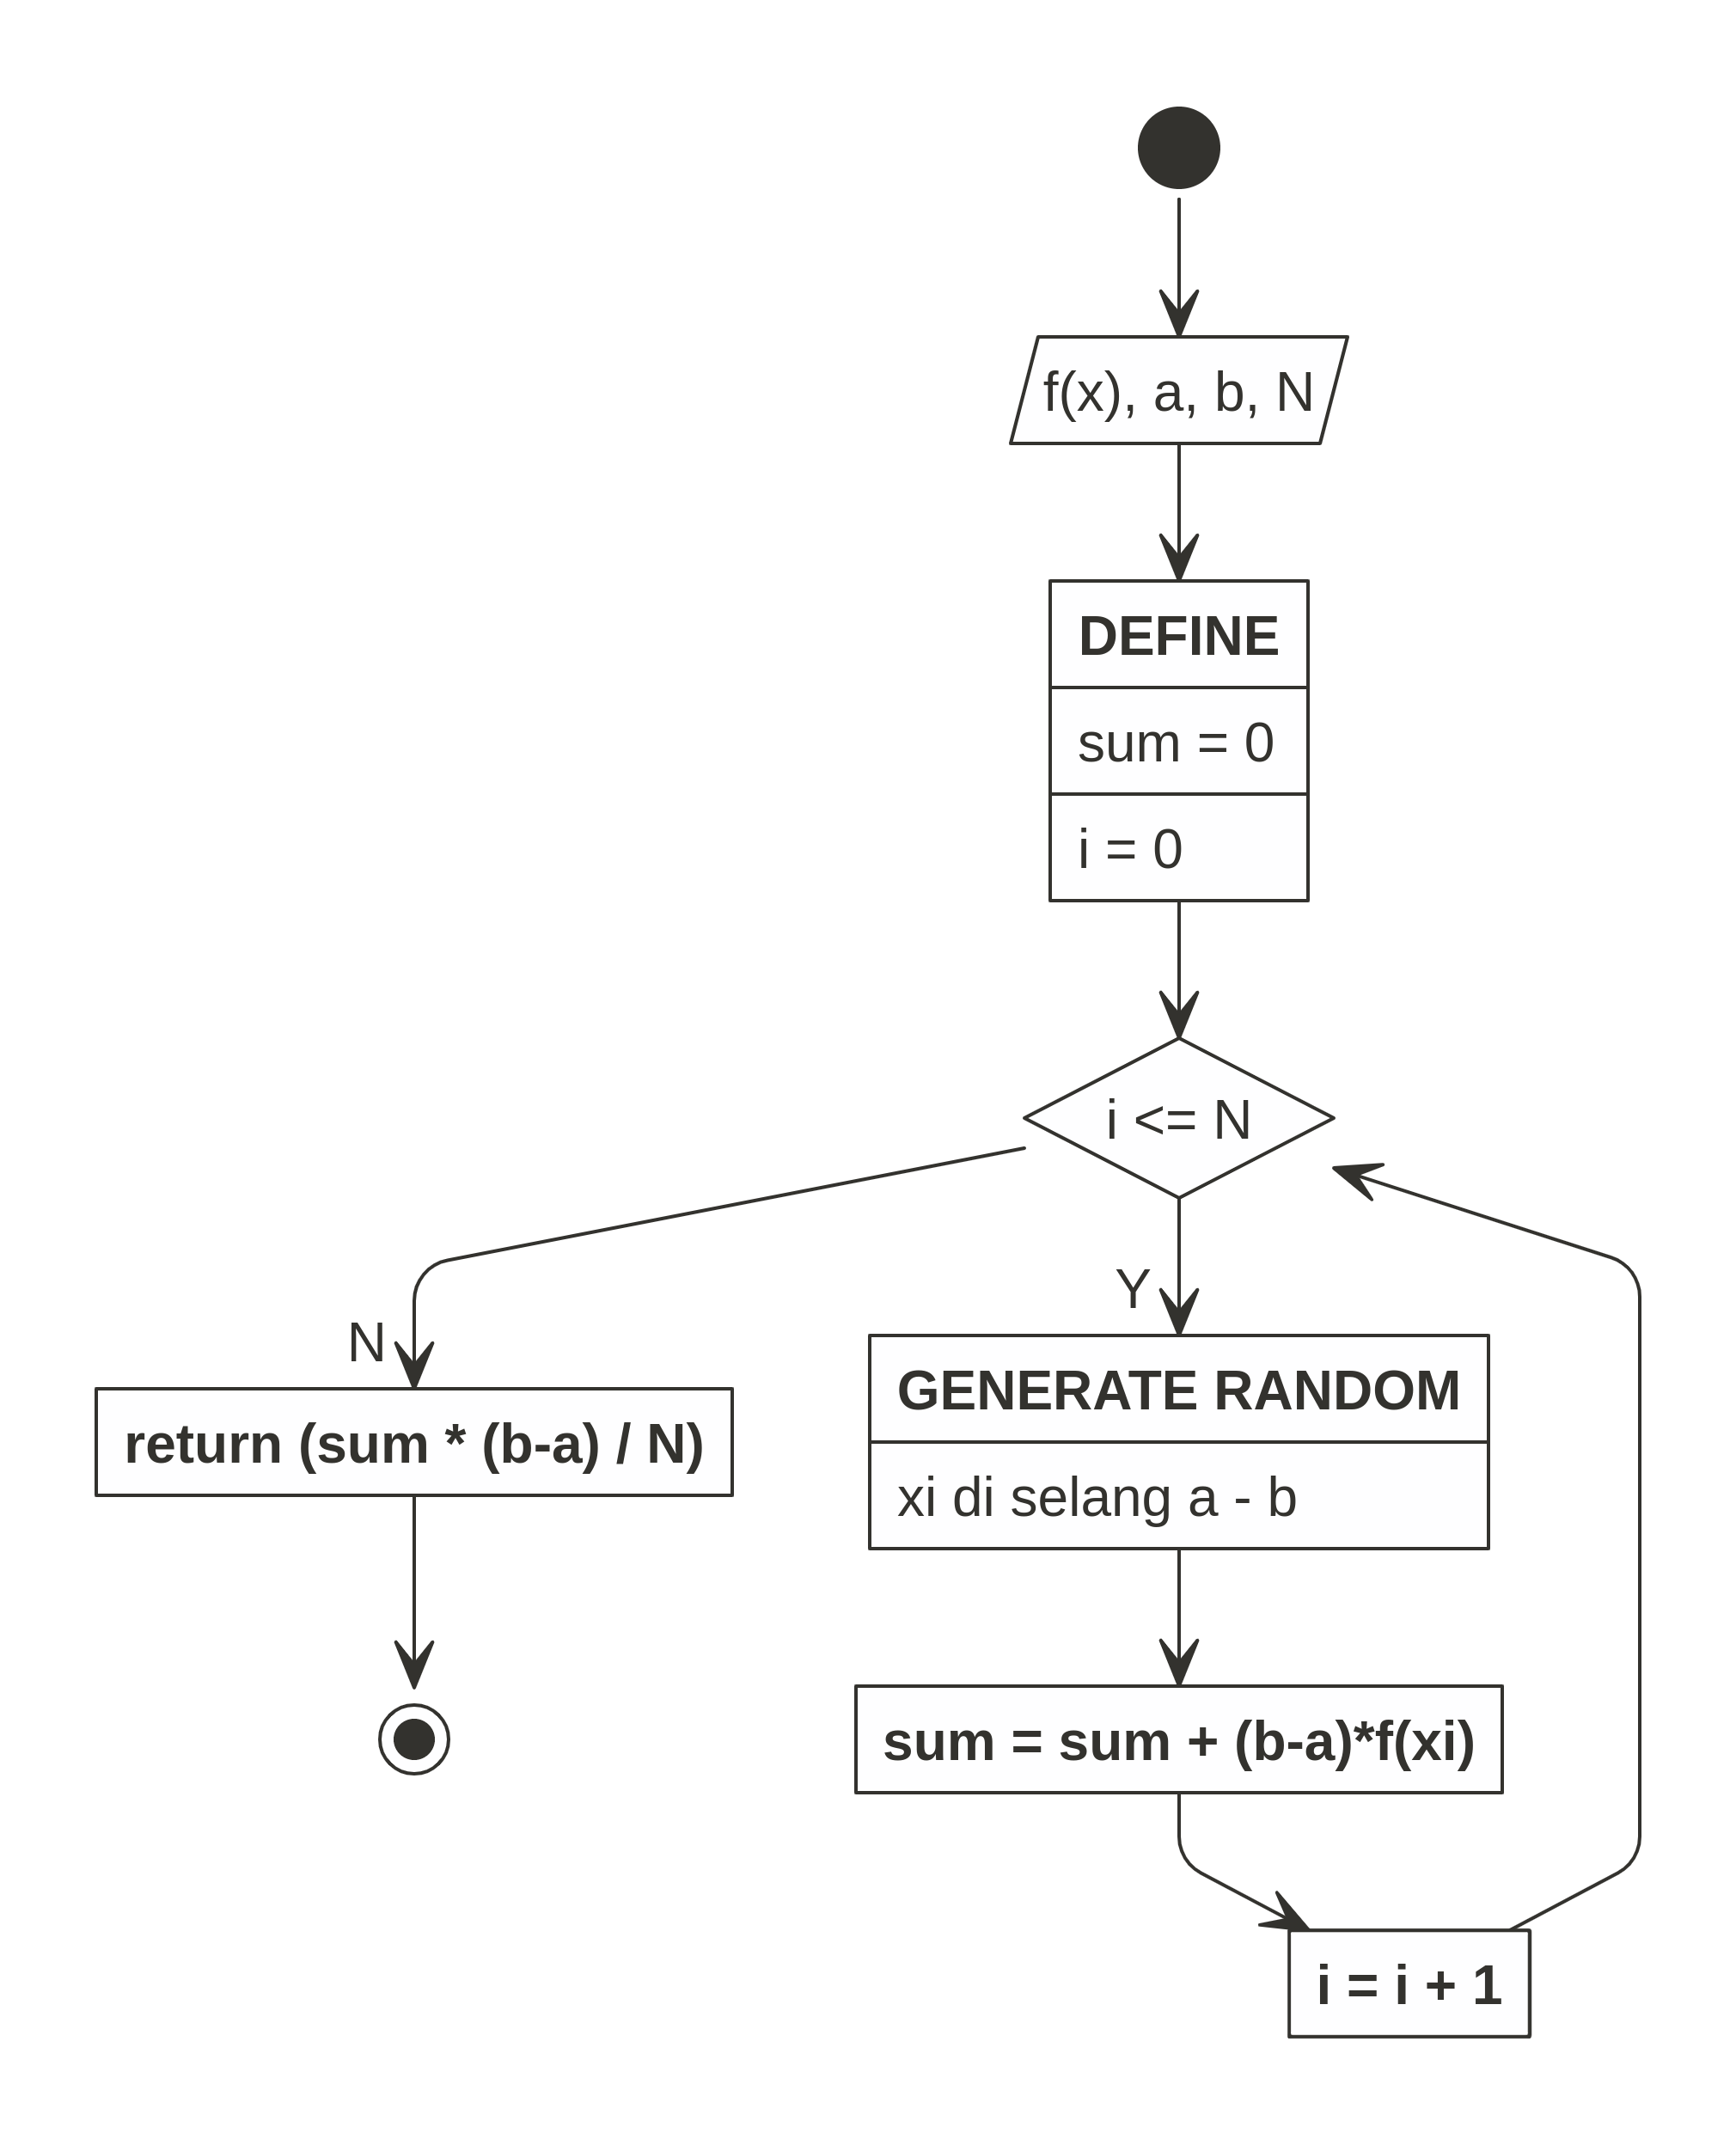 f(x), a, b, N
DEFINE
sum = 0
i = 0
i <= N
N
Y
return (sum * (b-a) / N)
GENERATE RANDOM
xi di selang a - b
sum = sum + (b-a)*f(xi)
i = i + 1